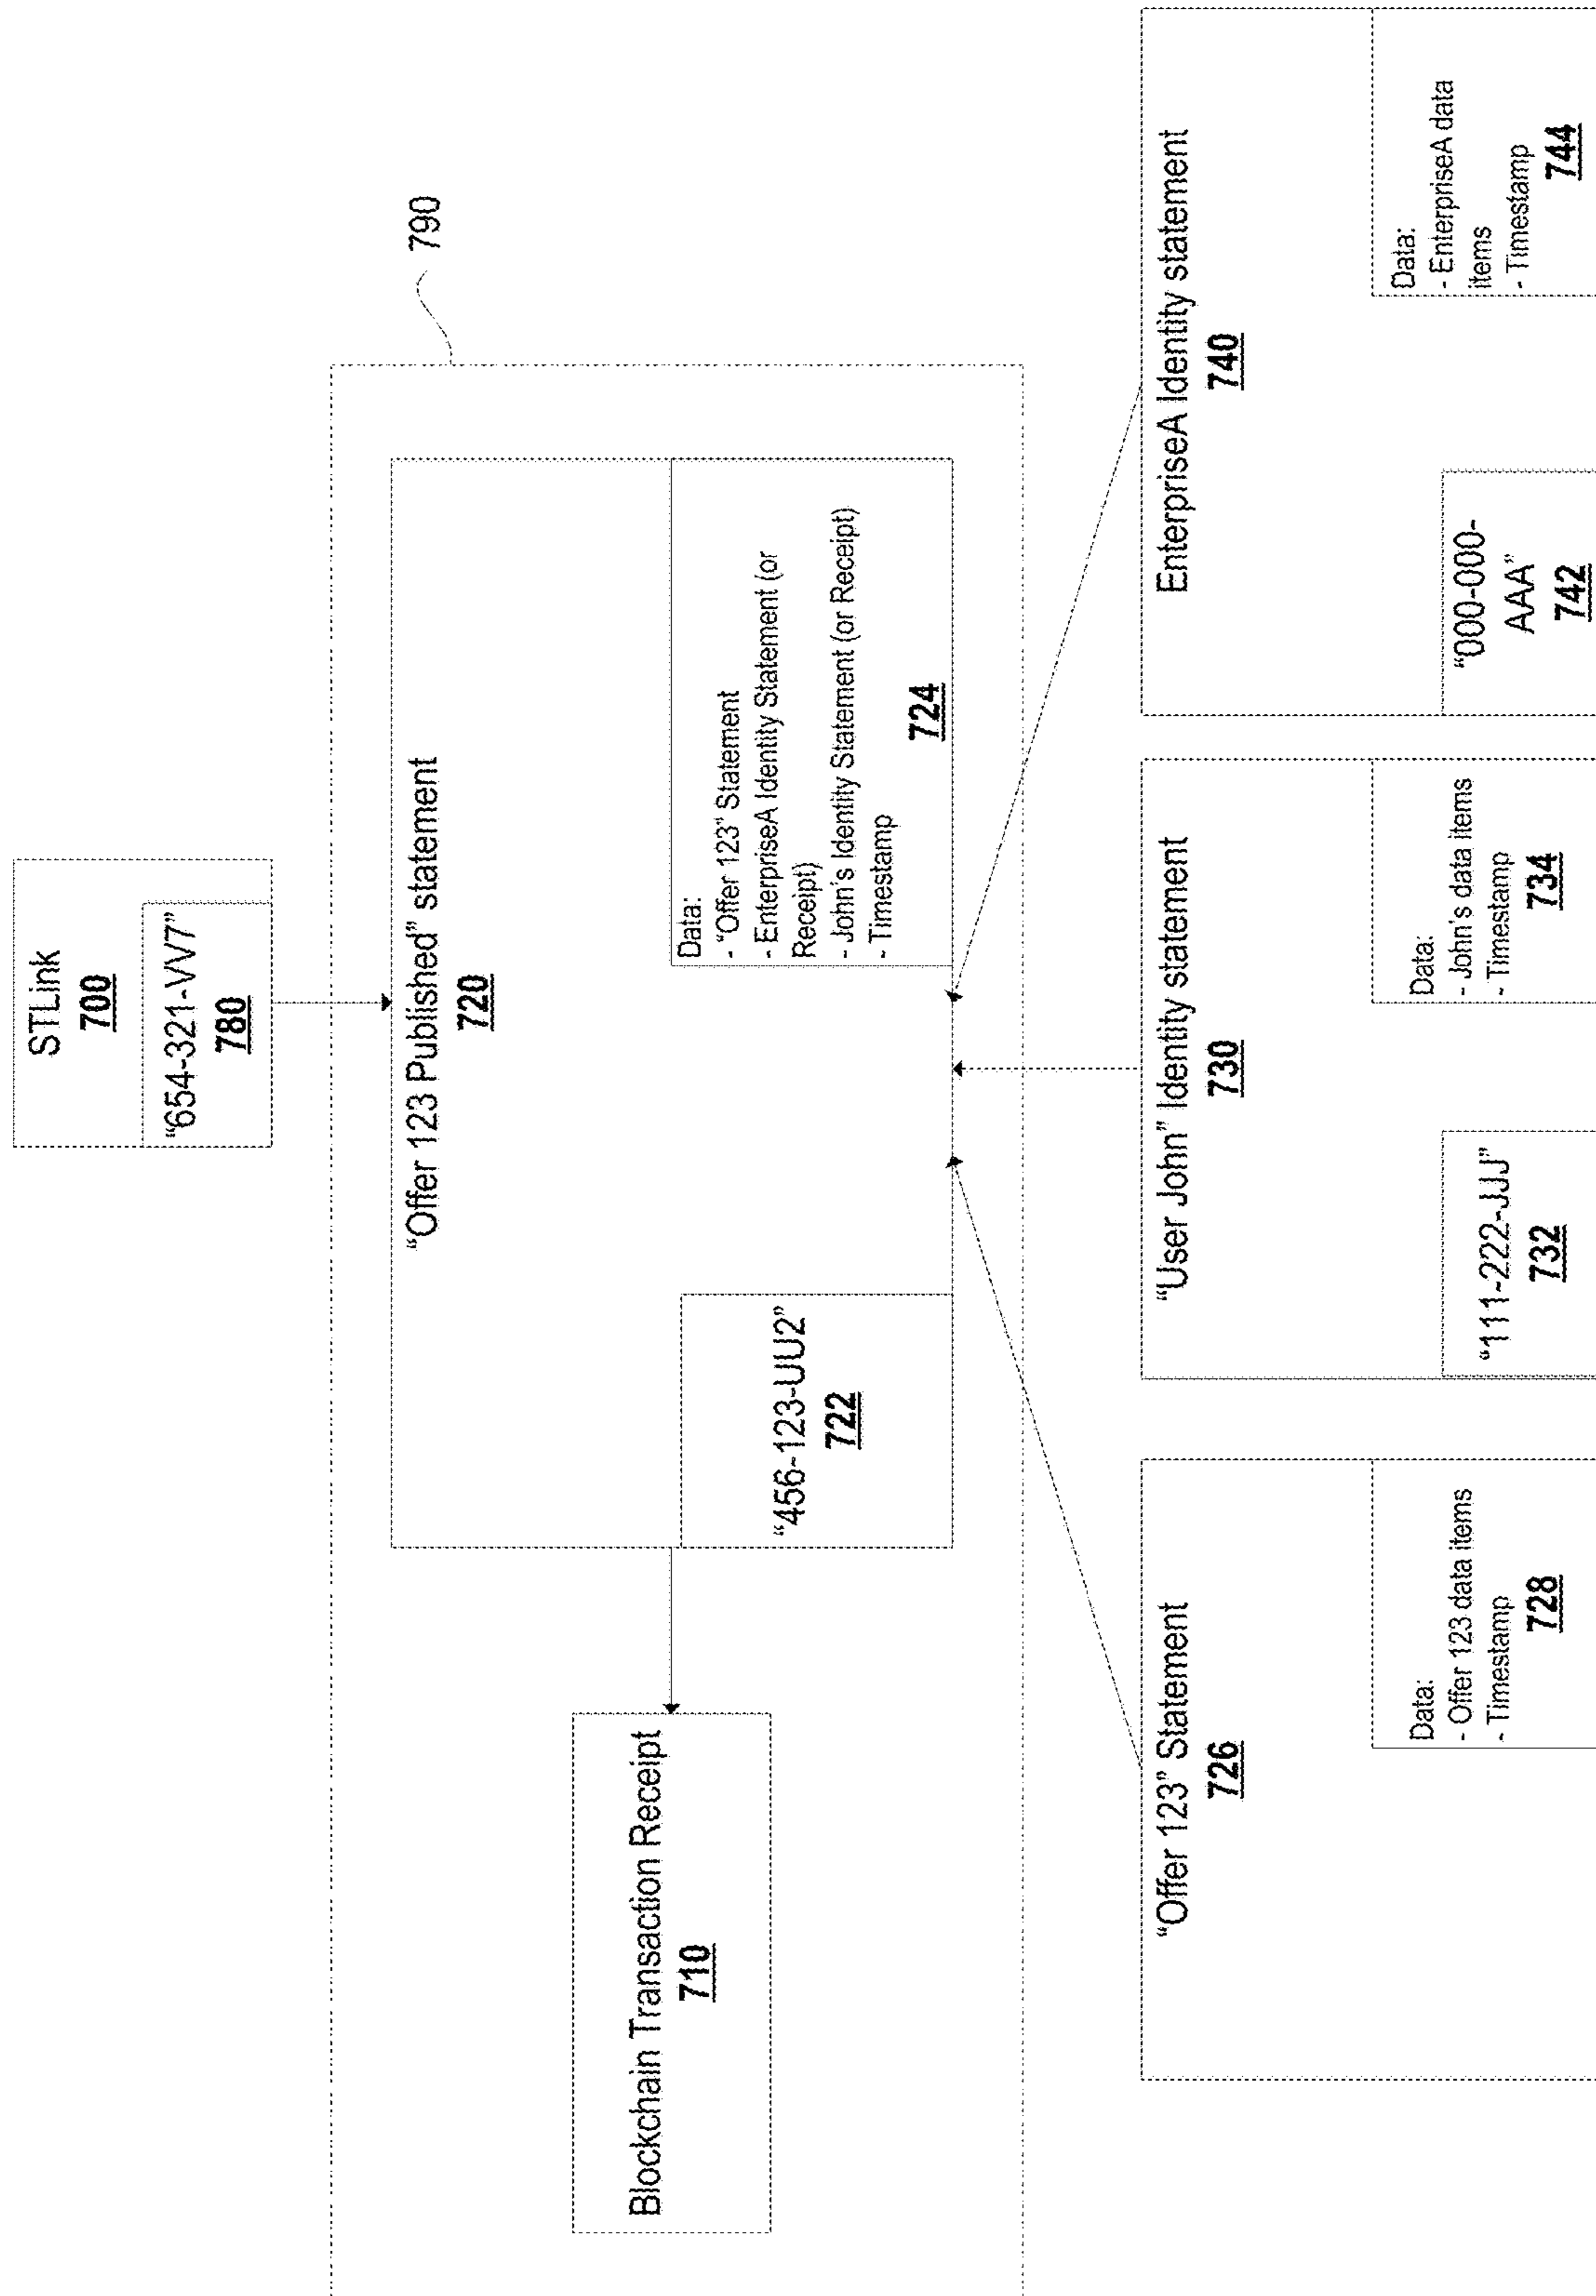 STLink
700
“654-321-VV7”
780
790
“Offer 123 Published” statement
720
Blockchain Transaction Receipt
710
“456-123-UU2”
722
Data:
- “Offer 123” Statement
- EnterpriseA Identity Statement (or
Receipt)
- John’s Identity Statement (or Receipt)
- Timestamp
724
“Offer 123” Statement
726
Data:
- Offer 123 data items
- Timestamp
728
“User John” Identity statement
730
“111-222-JJJ”
732
Data:
- John’s data items
- Timestamp
734
EnterpriseA Identity statement
740
“000-000-
AAA”
742
Data:
- EnterpriseA data
items
- Timestamp
744